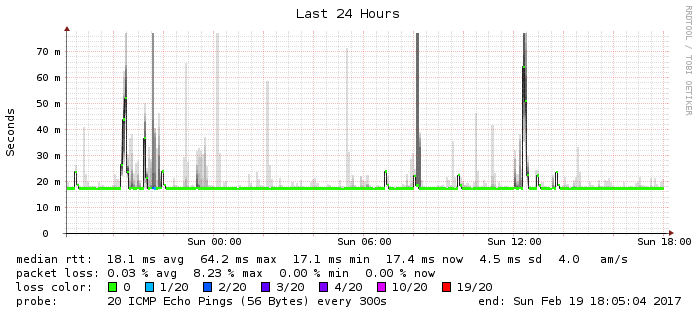 Last 24 Hours
RRDTOOL / TOBI OETIKER
Seconds
70 m
60 m
50 m
40 m
30 m
20 m
10 m
0
Sun 00:00 Sun 06:00 Sun 12:00 Sun 18:00
median rtt: 18.1 ms avg 64.2 ms max 17.1 ms min 17.4 ms now 4.5 ms sd 4.0 am/s
packet loss: 0.03 % avg 8.23 % max 0.00 % min 0.00 % now
loss color: 0 1/20 2/20 3/20 4/20 10/20 19/20
probe: 20 ICMP Echo Pings (56 Bytes) every 300s end: Sun Feb 19 18:05:04 2017